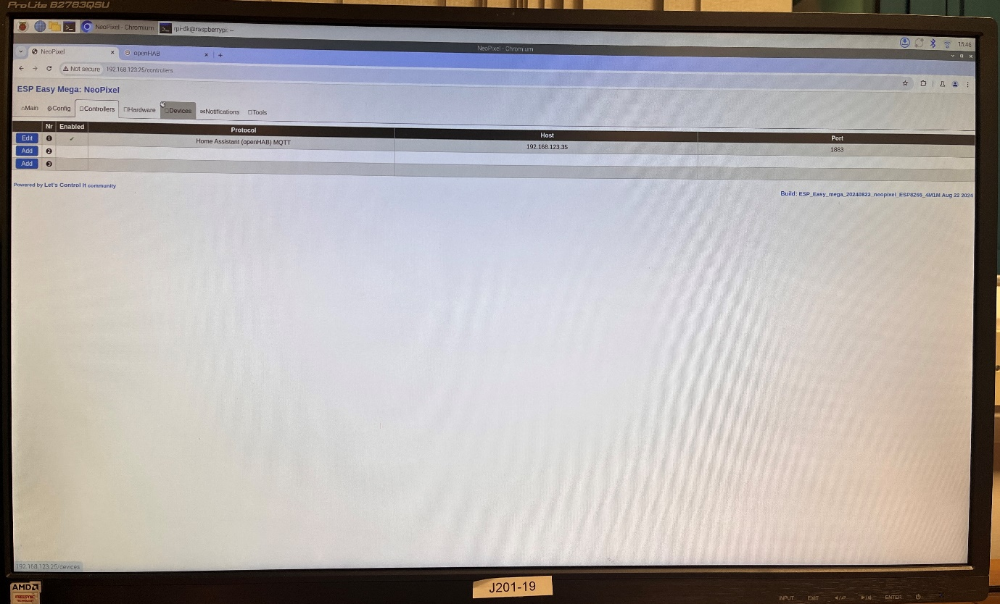 ProLite B2783QSU
NeoPixel - Chromium
rpi-dk@raspberrypi: ~
15:46
NeoPixel - Chromium
NeoPixel
openHAB
Not secure 192.168.123.25/controllers
ESP Easy Mega: NeoPixel
Main Config Controllers Hardware Devices Notifications Tools
Nr Enabled Protocol Host Port
Edit 1 ✔ Home Assistant (openHAB) MQTT 192.168.123.35 1883
Add 2
Add 3
Powered by Let's Control It community
Build: ESP_Easy_mega_20240822_neopixel_ESP8266_4M1M Aug 22 2024
192.168.123.25/devices
AMD
FREESYNC
TECHNOLOGY
J201-19
INPUT EXIT ENTER